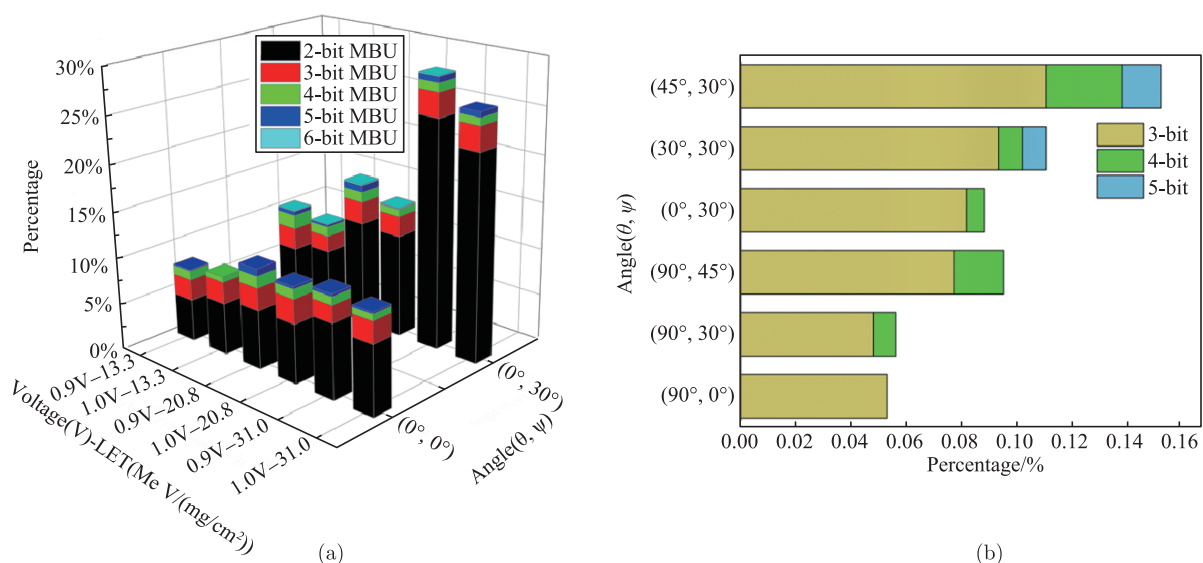 30%
25%
20%
15%
10%
5%
0%
Percentage
2-bit MBU
3-bit MBU
4-bit MBU
5-bit MBU
6-bit MBU
0.9V–13.3
1.0V–13.3
0.9V–20.8
1.0V–20.8
0.9V–31.0
1.0V–31.0
Voltage(V)-LET(Me V/(mg/cm²))
(0°, 0°)
(0°, 30°)
Angle(θ, ψ)
(a)
(45°, 30°)
(30°, 30°)
(0°, 30°)
(90°, 45°)
(90°, 30°)
(90°, 0°)
Angle(θ, ψ)
3-bit
4-bit
5-bit
0.00 0.02 0.04 0.06 0.08 0.10 0.12 0.14 0.16
Percentage/%
(b)